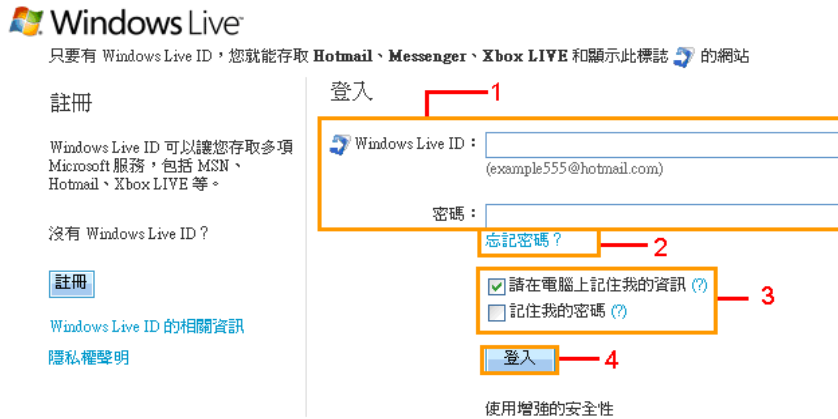 Windows Live
只要有 Windows Live ID，您就能存取 Hotmail、Messenger、Xbox LIVE 和顯示此標誌 的網站
註冊
Windows Live ID 可以讓您存取多項
Microsoft 服務，包括 MSN、
Hotmail、Xbox LIVE 等。
沒有 Windows Live ID？
註冊
Windows Live ID 的相關資訊
隱私權聲明
登入
1
Windows Live ID：
(example555@hotmail.com)
密碼：
忘記密碼？
2
請在電腦上記住我的資訊 (?)
記住我的密碼 (?)
3
登入
4
使用增強的安全性